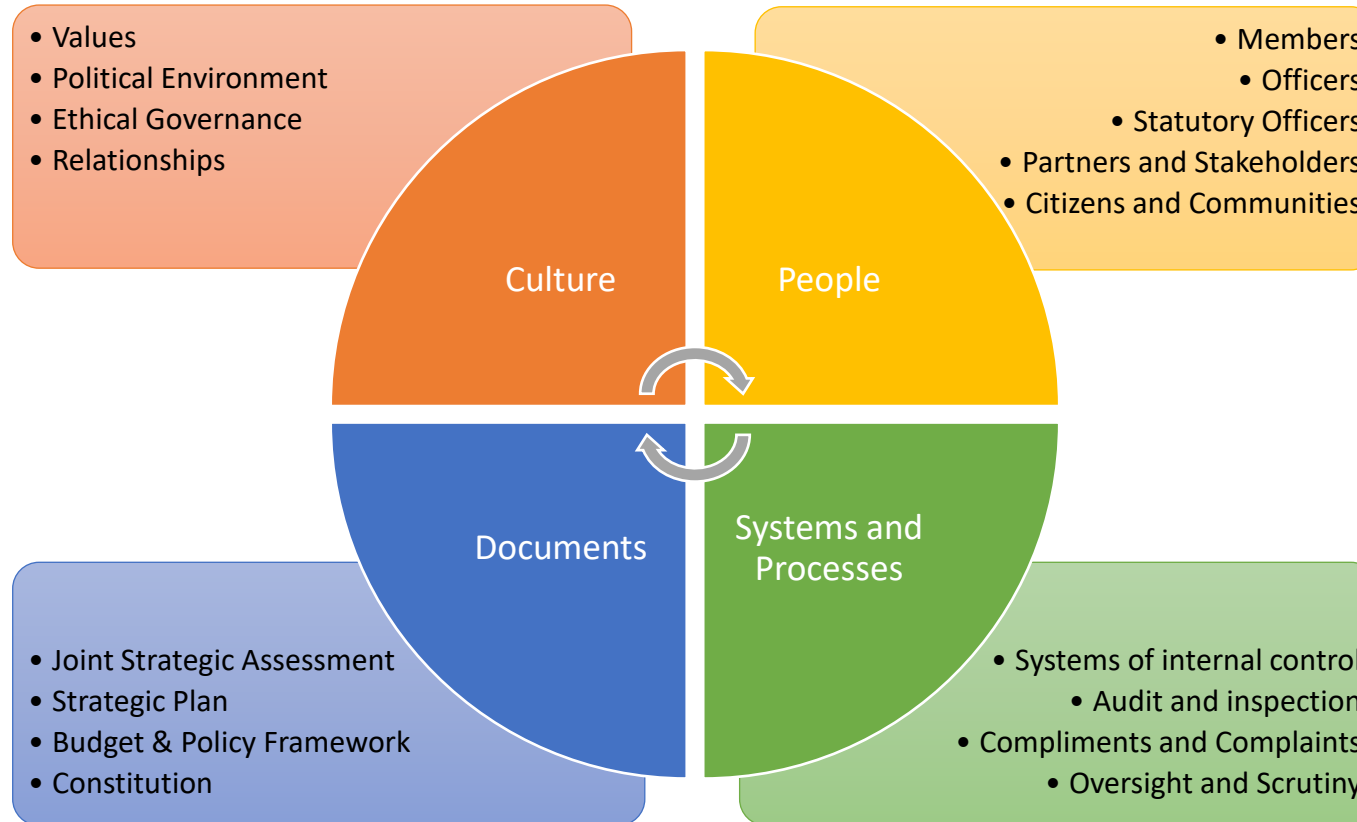 • Values
• Political Environment
• Ethical Governance
• Relationships
• Members
• Officers
• Statutory Officers
• Partners and Stakeholders
• Citizens and Communities
Culture
People
Documents
Systems and
Processes
• Joint Strategic Assessment
• Strategic Plan
• Budget & Policy Framework
• Constitution
• Systems of internal control
• Audit and inspection
• Compliments and Complaints
• Oversight and Scrutiny